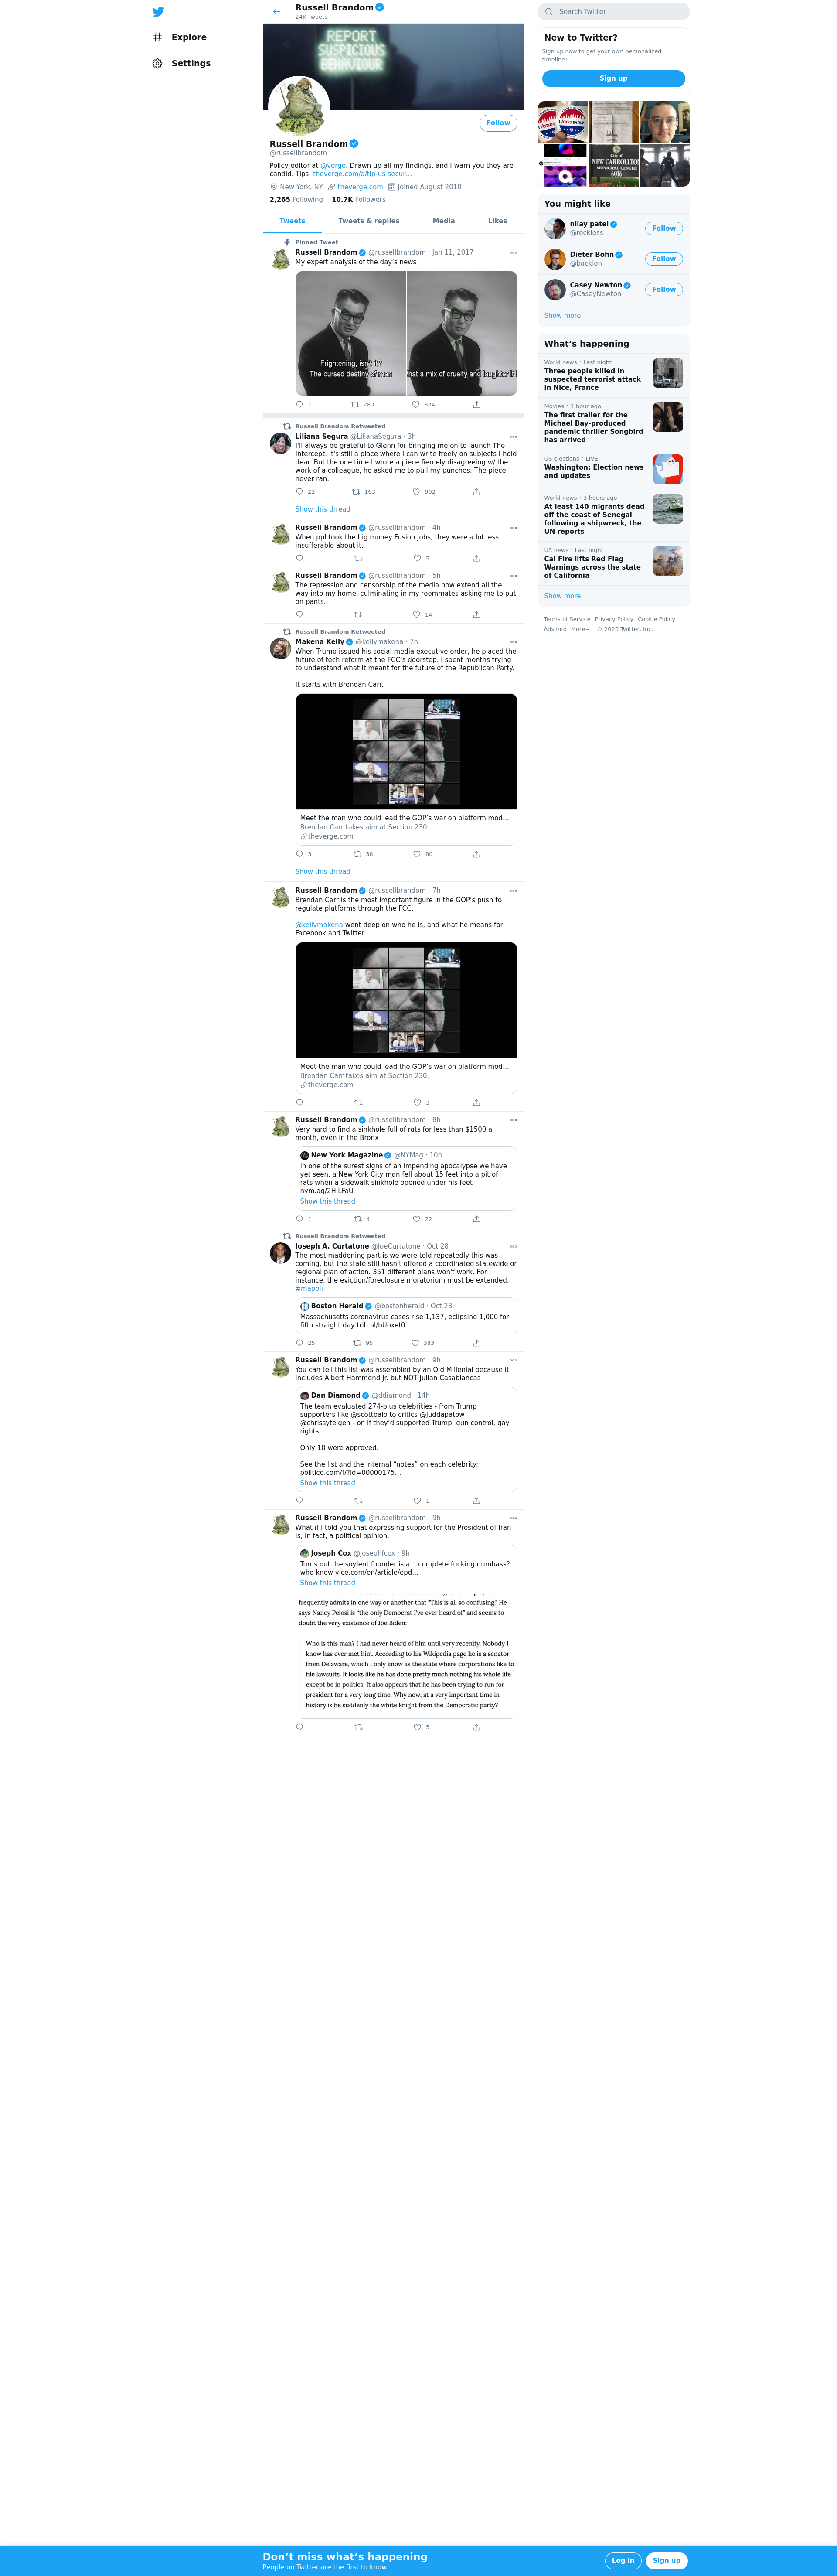 Explore
Settings
Russell Brandom
24K Tweets
REPORT
SUSPICIOUS
BEHAVIOUR
Follow
Russell Brandom
@russellbrandom
Policy editor at @verge. Drawn up all my findings, and I warn you they are
candid. Tips: theverge.com/a/tip-us-secur…
New York, NY theverge.com Joined August 2010
2,265 Following 10.7K Followers
Tweets Tweets & replies Media Likes
Pinned Tweet
Russell Brandom @russellbrandom · Jan 11, 2017
My expert analysis of the day’s news
Frightening, isn't it?
The cursed destiny of man
that a mix of cruelty and laughter it i
7 283 824
Russell Brandom Retweeted
Liliana Segura @LilianaSegura · 3h
I'll always be grateful to Glenn for bringing me on to launch The
Intercept. It’s still a place where I can write freely on subjects I hold
dear. But the one time I wrote a piece fiercely disagreeing w/ the
work of a colleague, he asked me to pull my punches. The piece
never ran.
22 163 902
Show this thread
Russell Brandom @russellbrandom · 4h
When ppl took the big money Fusion jobs, they were a lot less
insufferable about it.
5
Russell Brandom @russellbrandom · 5h
The repression and censorship of the media now extend all the
way into my home, culminating in my roommates asking me to put
on pants.
14
Russell Brandom Retweeted
Makena Kelly @kellymakena · 7h
When Trump issued his social media executive order, he placed the
future of tech reform at the FCC’s doorstep. I spent months trying
to understand what it meant for the future of the Republican Party.
It starts with Brendan Carr.
Meet the man who could lead the GOP’s war on platform mod…
Brendan Carr takes aim at Section 230.
theverge.com
3 38 80
Show this thread
Russell Brandom @russellbrandom · 7h
Brendan Carr is the most important figure in the GOP’s push to
regulate platforms through the FCC.
@kellymakena went deep on who he is, and what he means for
Facebook and Twitter.
Meet the man who could lead the GOP’s war on platform mod…
Brendan Carr takes aim at Section 230.
theverge.com
3
Russell Brandom @russellbrandom · 8h
Very hard to find a sinkhole full of rats for less than $1500 a
month, even in the Bronx
New York Magazine @NYMag · 10h
In one of the surest signs of an impending apocalypse we have
yet seen, a New York City man fell about 15 feet into a pit of
rats when a sidewalk sinkhole opened under his feet
nym.ag/2HJLFaU
Show this thread
1 4 22
Russell Brandom Retweeted
Joseph A. Curtatone @JoeCurtatone · Oct 28
The most maddening part is we were told repeatedly this was
coming, but the state still hasn't offered a coordinated statewide or
regional plan of action. 351 different plans won't work. For
instance, the eviction/foreclosure moratorium must be extended.
#mapoli
Boston Herald @bostonherald · Oct 28
Massachusetts coronavirus cases rise 1,137, eclipsing 1,000 for
fifth straight day trib.al/bUoxet0
25 95 383
Russell Brandom @russellbrandom · 9h
You can tell this list was assembled by an Old Millenial because it
includes Albert Hammond Jr. but NOT Julian Casablancas
Dan Diamond @ddiamond · 14h
The team evaluated 274-plus celebrities - from Trump
supporters like @scottbaio to critics @juddapatow
@chrissyteigen - on if they’d supported Trump, gun control, gay
rights.
Only 10 were approved.
See the list and the internal “notes” on each celebrity:
politico.com/f/?id=00000175…
Show this thread
1
Russell Brandom @russellbrandom · 9h
What if I told you that expressing support for the President of Iran
is, in fact, a political opinion.
Joseph Cox @josephfcox · 9h
Turns out the soylent founder is a... complete fucking dumbass?
who knew vice.com/en/article/epd…
Show this thread
frequently admits in one way or another that "This is all so confusing." He
says Nancy Pelosi is "the only Democrat I've ever heard of" and seems to
doubt the very existence of Joe Biden:
Who is this man? I had never heard of him until very recently. Nobody I
know has ever met him. According to his Wikipedia page he is a senator
from Delaware, which I only know as the state where corporations like to
file lawsuits. It looks like he has done pretty much nothing his whole life
except be in politics. It also appears that he has been trying to run for
president for a very long time. Why now, at a very important time in
history is he suddenly the white knight from the Democratic party?
5
Search Twitter
New to Twitter?
Sign up now to get your own personalized
timeline!
Sign up
City of
NEW CARROLLTON
MUNICIPAL CENTER
6016
You might like
nilay patel
@reckless
Follow
Dieter Bohn
@backlon
Follow
Casey Newton
@CaseyNewton
Follow
Show more
What’s happening
World news · Last night
Three people killed in
suspected terrorist attack
in Nice, France
Movies · 1 hour ago
The first trailer for the
Michael Bay-produced
pandemic thriller Songbird
has arrived
US elections · LIVE
Washington: Election news
and updates
World news · 3 hours ago
At least 140 migrants dead
off the coast of Senegal
following a shipwreck, the
UN reports
US news · Last night
Cal Fire lifts Red Flag
Warnings across the state
of California
Show more
Terms of Service Privacy Policy Cookie Policy
Ads info More © 2020 Twitter, Inc.
Don’t miss what’s happening
People on Twitter are the first to know.
Log in Sign up